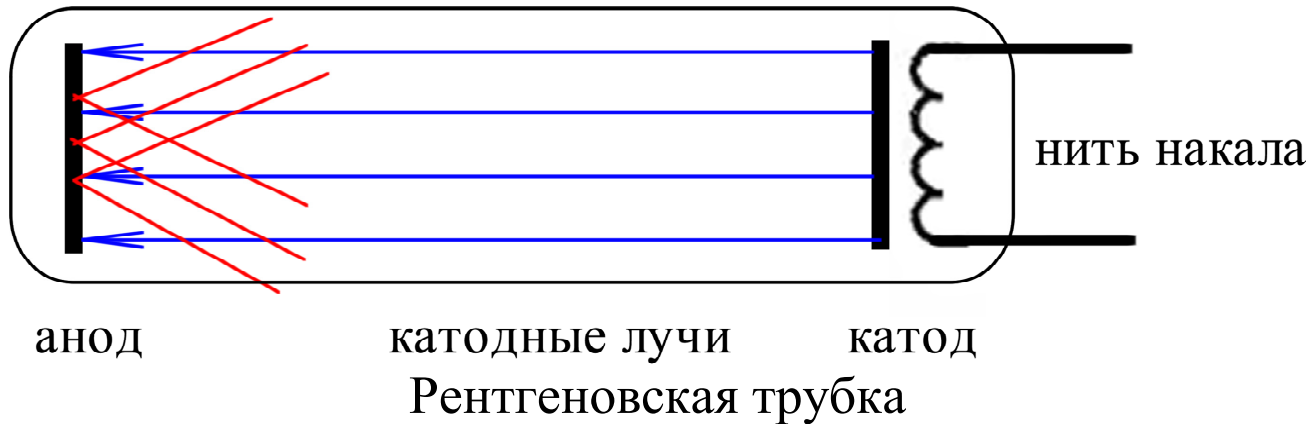 нить накала
анод катодные лучи катод
Рентгеновская трубка